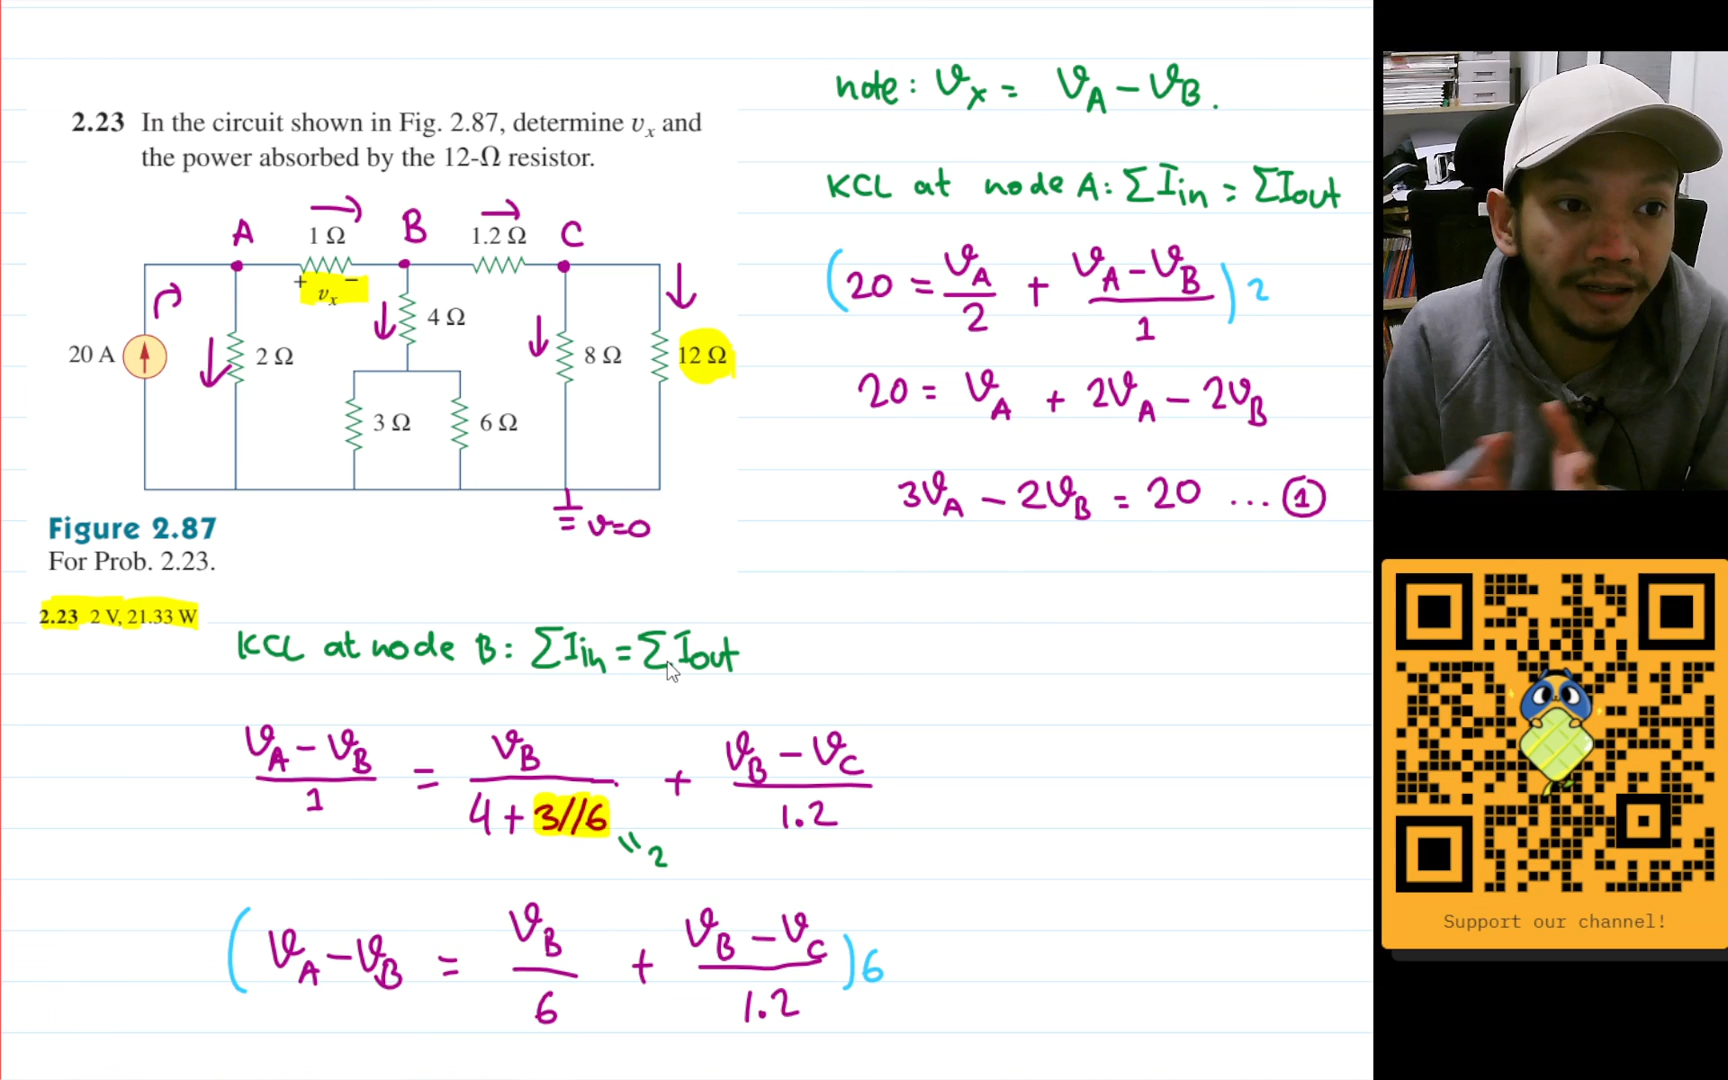 2.23 In the circuit shown in Fig. 2.87, determine vₓ and
the power absorbed by the 12-Ω resistor.
A
1 Ω
B
1.2 Ω
C
+ vₓ −
20 A
2 Ω
4 Ω
8 Ω
12 Ω
3 Ω
6 Ω
v=0
Figure 2.87
For Prob. 2.23.
2.23 2 V, 21.33 W
note: vₓ = v_A − v_B.
KCL at node A: ΣI_in = ΣI_out
(20 = v_A/2 + (v_A − v_B)/1)2
20 = v_A + 2v_A − 2v_B
3v_A − 2v_B = 20 ... ①
KCL at node B: ΣI_in = ΣI_out
(v_A − v_B)/1 = v_B/(4 + 3//6) + (v_B − v_C)/1.2
"2
(v_A − v_B = v_B/6 + (v_B − v_C)/1.2)6
Support our channel!